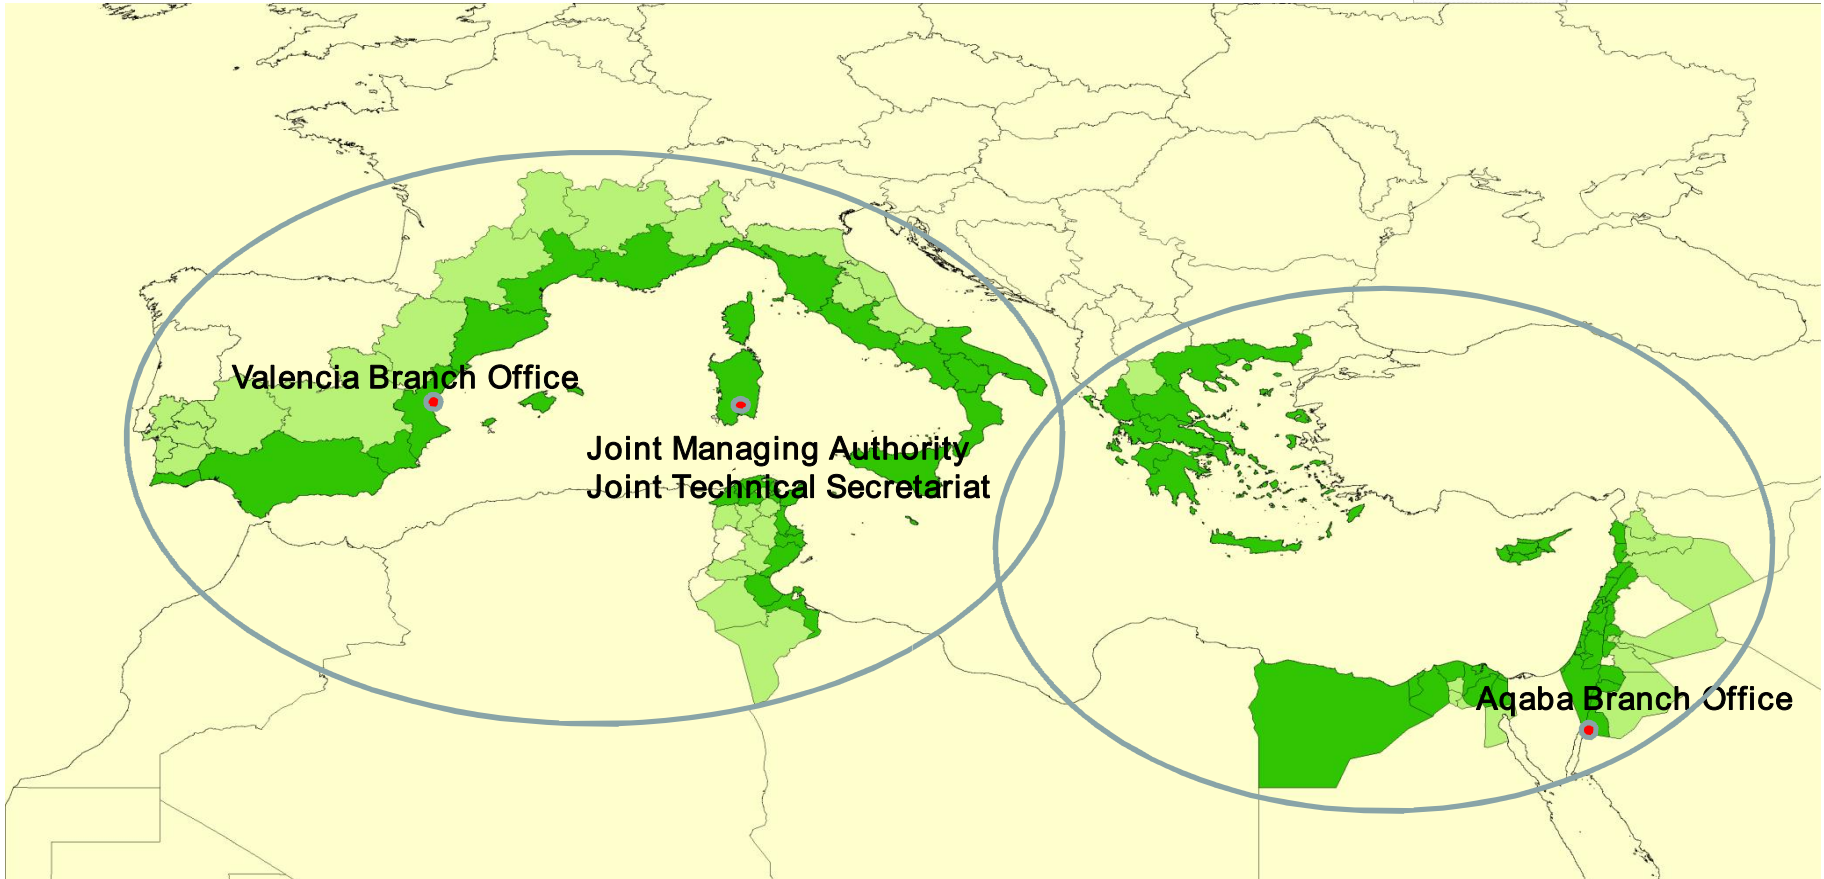 Valencia Branch Office
Joint Managing Authority
Joint Technical Secretariat
Aqaba Branch Office